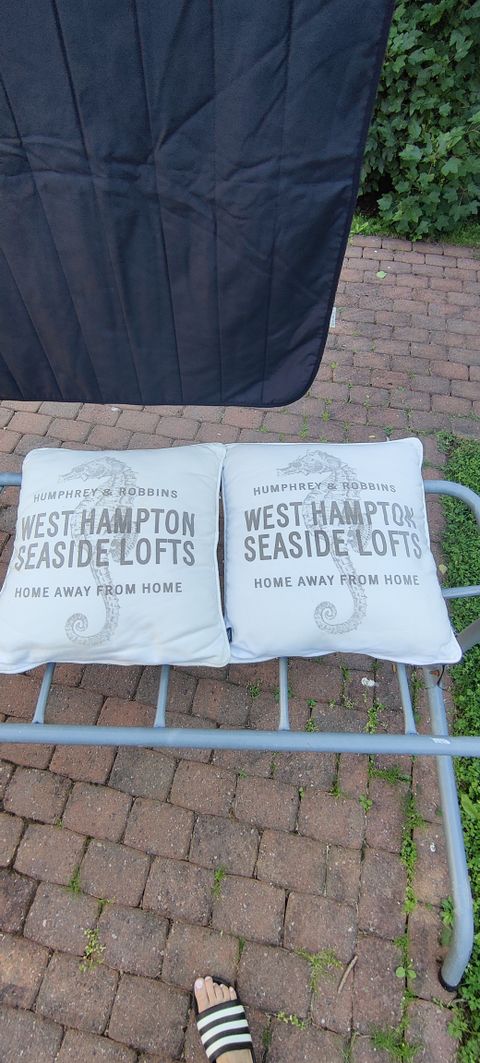 HUMPHREY & ROBBINS
WEST HAMPTON
SEASIDE LOFTS
HOME AWAY FROM HOME
HUMPHREY & ROBBINS
WEST HAMPTON
SEASIDE LOFTS
HOME AWAY FROM HOME